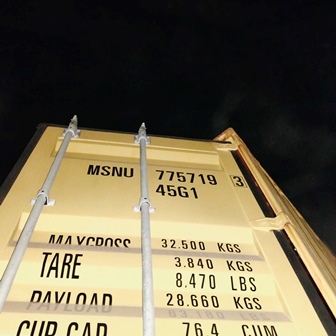 MSNU 775719 3
45G1
MAXGROSS 32.500 KGS
TARE 3.840 KGS
8.470 LBS
PAYLOAD 28.660 KGS
CUB CAP 76.4 CUM